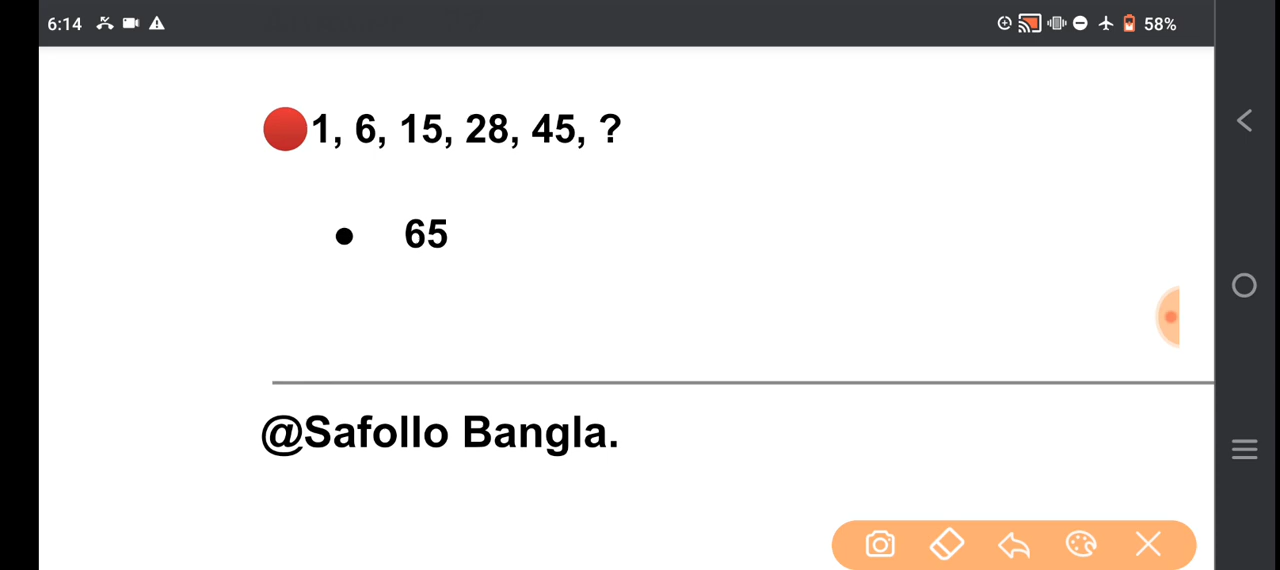 6:14
58%
1, 6, 15, 28, 45, ?
65
@Safollo Bangla.